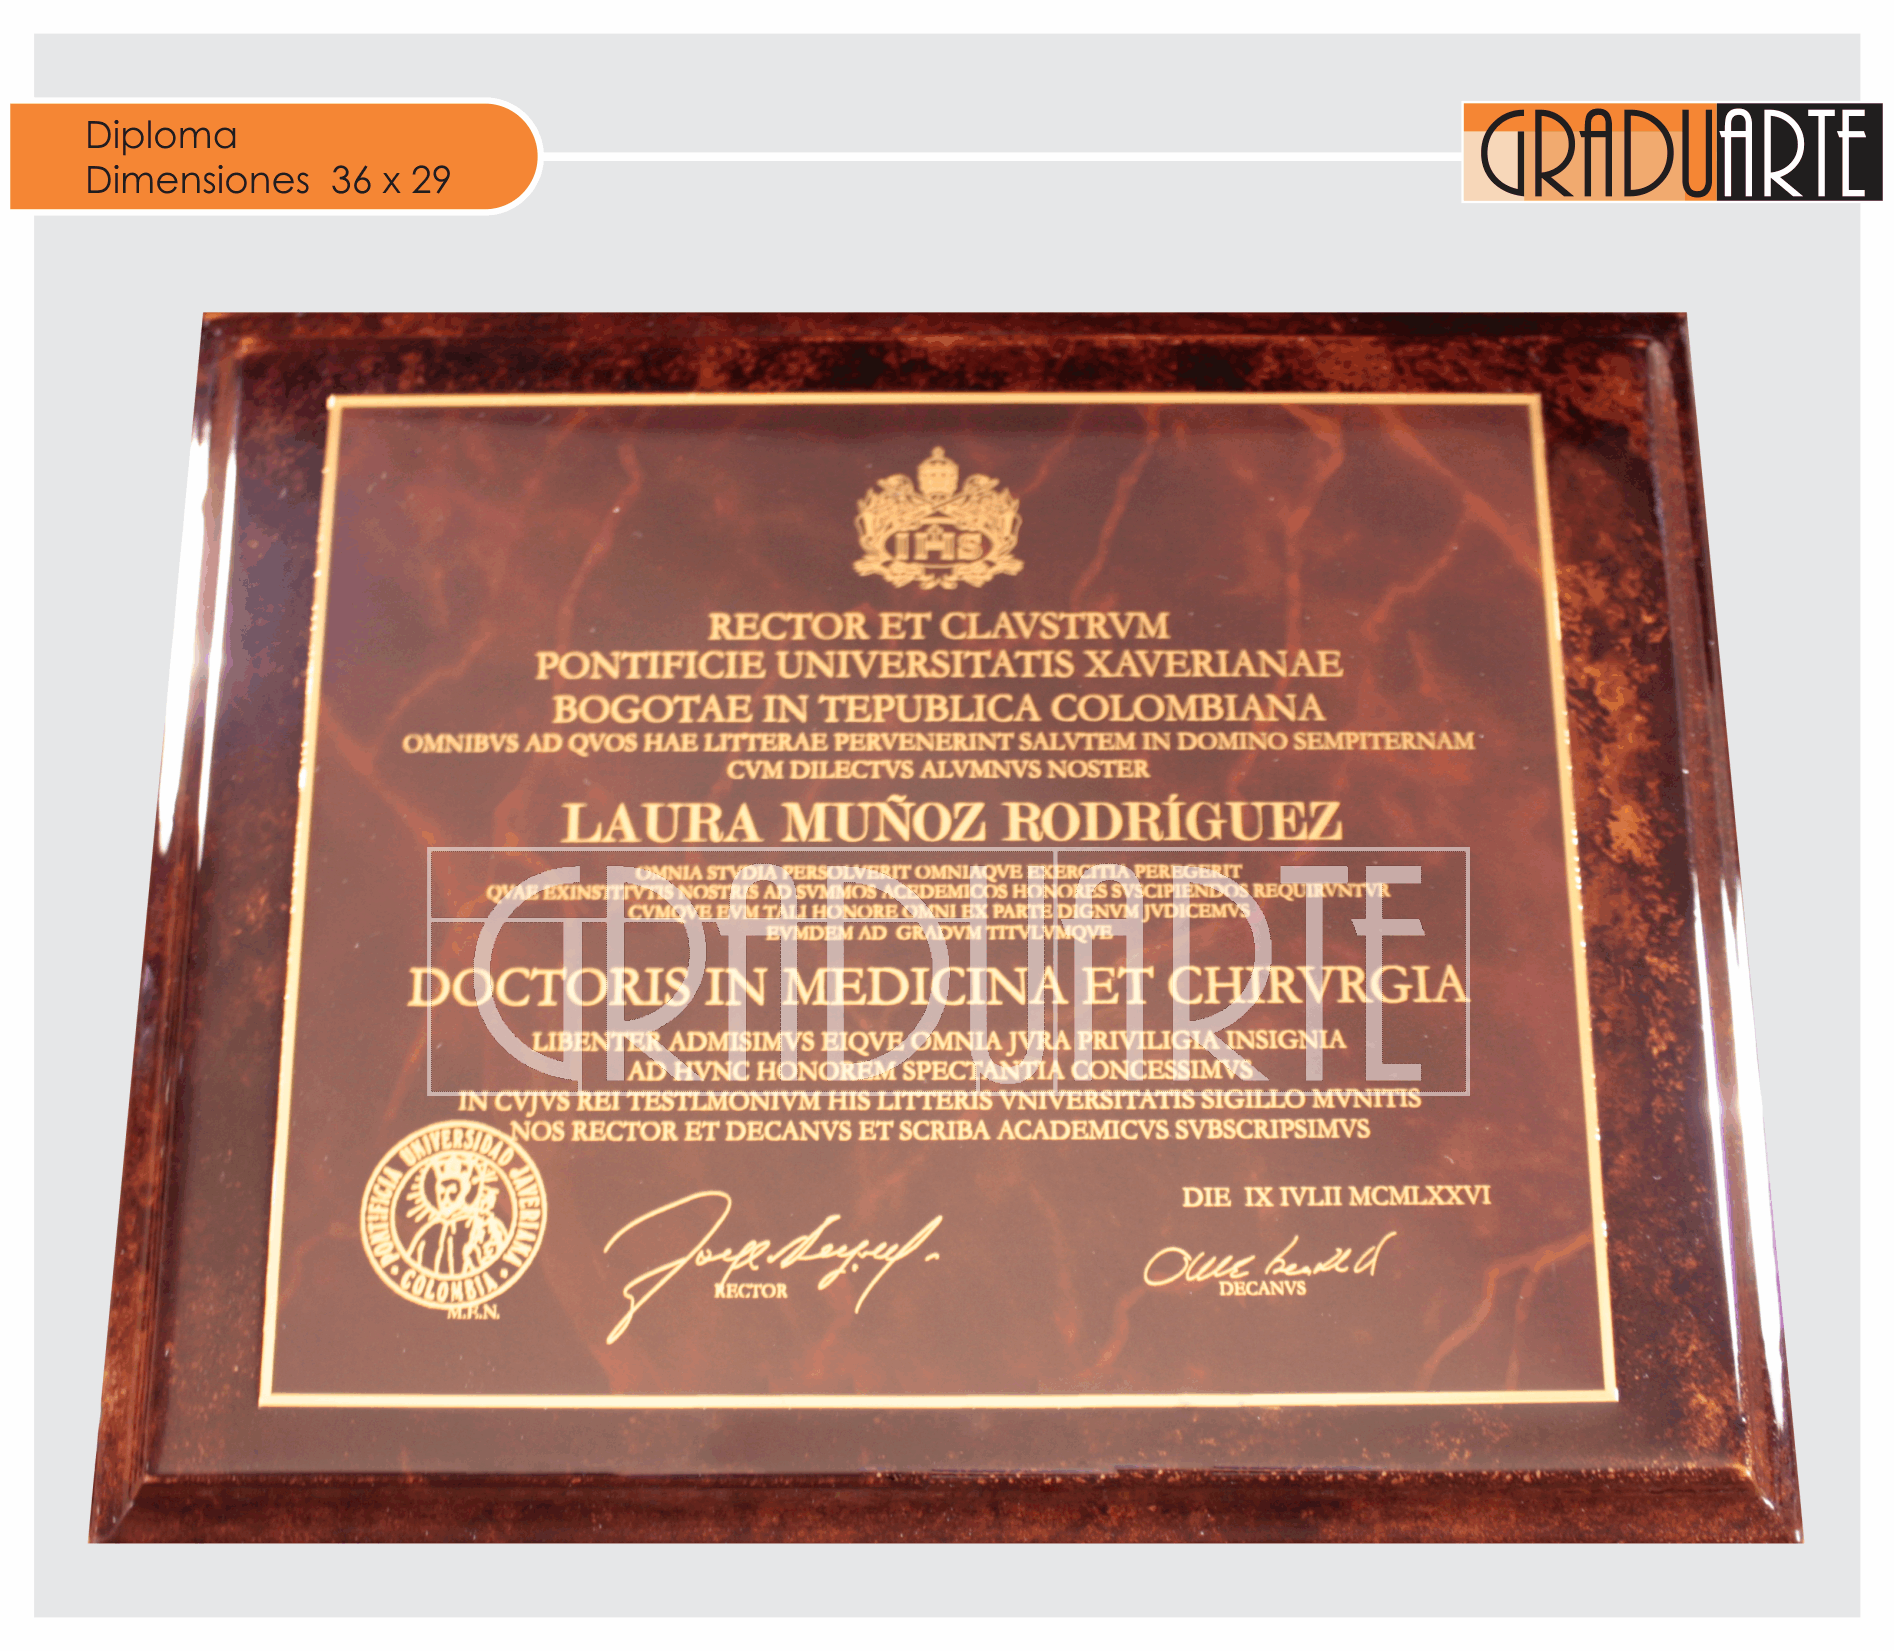 Diploma
Dimensiones 36 x 29
GRADUARTE
IHS
RECTOR ET CLAVSTRVM
PONTIFICIE UNIVERSITATIS XAVERIANAE
BOGOTAE IN TEPUBLICA COLOMBIANA
OMNIBVS AD QVOS HAE LITTERAE PERVENERINT SALVTEM IN DOMINO SEMPITERNAM
CVM DILECTVS ALVMNVS NOSTER
LAURA MUÑOZ RODRÍGUEZ
OMNIA STVDIA PERSOLVERIT OMNIAQVE EXERCITIA PEREGERIT
QVAE EXINSTITVTIS NOSTRIS AD SVMMOS ACEDEMICOS HONORES SVSCIPIENDOS REQUIRVNTVR
CVMQVE EVM TALI HONORE OMNI EX PARTE DIGNVM JVDICEMVS
EVMDEM AD GRADVM TITVLVMQVE
GRADUARTE
DOCTORIS IN MEDICINA ET CHIRVRGIA
LIBENTER ADMISIMVS EIQVE OMNIA JVRA PRIVILIGIA INSIGNIA
AD HVNC HONOREM SPECTANTIA CONCESSIMVS
IN CVJVS REI TESTLMONIVM HIS LITTERIS VNIVERSITATIS SIGILLO MVNITIS
NOS RECTOR ET DECANVS ET SCRIBA ACADEMICVS SVBSCRIPSIMVS
PONTIFICIA UNIVERSIDAD JAVERIANA
COLOMBIA
DIE IX IVLII MCMLXXVI
RECTOR
DECANVS